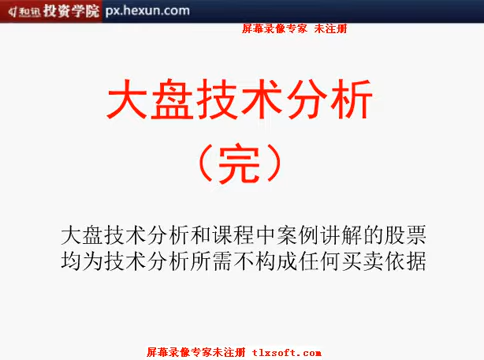 和讯 投资学院 px.hexun.com
屏幕录像专家 未注册
大盘技术分析
（完）
大盘技术分析和课程中案例讲解的股票
均为技术分析所需不构成任何买卖依据
屏幕录像专家未注册 tlxsoft.com